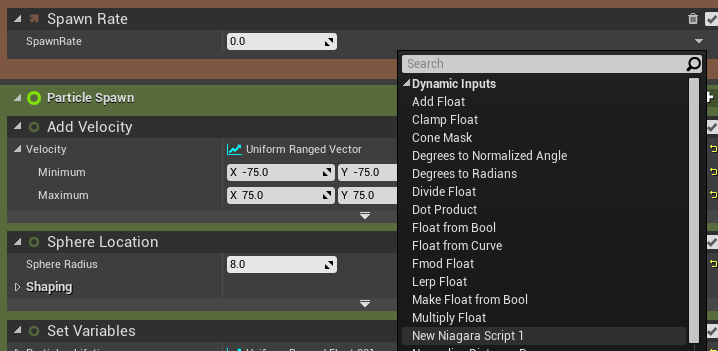 Spawn Rate
SpawnRate 0.0
Search
Dynamic Inputs
Add Float
Clamp Float
Cone Mask
Degrees to Normalized Angle
Degrees to Radians
Divide Float
Dot Product
Float from Bool
Float from Curve
Fmod Float
Lerp Float
Make Float from Bool
Multiply Float
New Niagara Script 1
Particle Spawn
Add Velocity
Velocity Uniform Ranged Vector
Minimum X -75.0 Y -75.0
Maximum X 75.0 Y 75.0
Sphere Location
Sphere Radius 8.0
Shaping
Set Variables